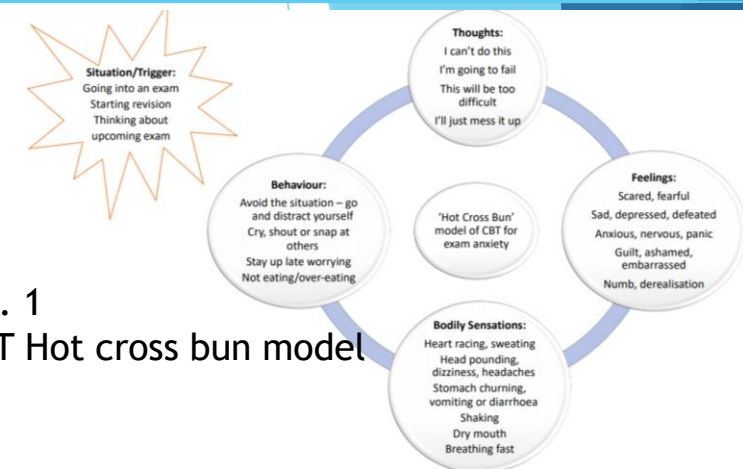 Situation/Trigger:
Going into an exam
Starting revision
Thinking about
upcoming exam
Thoughts:
I can't do this
I'm going to fail
This will be too
difficult
I'll just mess it up
Feelings:
Scared, fearful
Sad, depressed, defeated
Anxious, nervous, panic
Guilt, ashamed,
embarrassed
Numb, derealisation
Behaviour:
Avoid the situation – go
and distract yourself
Cry, shout or snap at
others
Stay up late worrying
Not eating/over-eating
'Hot Cross Bun'
model of CBT for
exam anxiety
Bodily Sensations:
Heart racing, sweating
Head pounding,
dizziness, headaches
Stomach churning,
vomiting or diarrhoea
Shaking
Dry mouth
Breathing fast
. 1
T Hot cross bun model